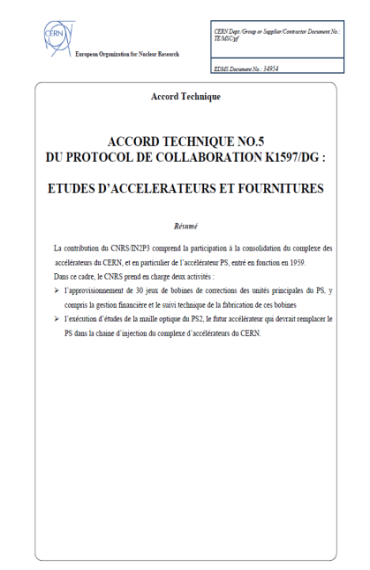 CERN
European Organization for Nuclear Research
CERN Dept./Group or Supplier/Contractor Document No.:
TE/MSC/pf
EDMS Document No.: 34954
Accord Technique
ACCORD TECHNIQUE NO.5
DU PROTOCOL DE COLLABORATION K1597/DG :
ETUDES D’ACCELERATEURS ET FOURNITURES
Résumé
La contribution du CNRS/IN2P3 comprend la participation à la consolidation du complexe des
accélérateurs du CERN, et en particulier de l’accélérateur PS, entré en fonction en 1959.
Dans ce cadre, le CNRS prend en charge deux activités :
➢ l’approvisionnement de 30 jeux de bobines de corrections des unités principales du PS, y
compris la gestion financière et le suivi technique de la fabrication de ces bobines
➢ l’exécution d’études de la maille optique du PS2, le futur accélérateur qui devrait remplacer le
PS dans la chaine d’injection du complexe d’accélérateurs du CERN.